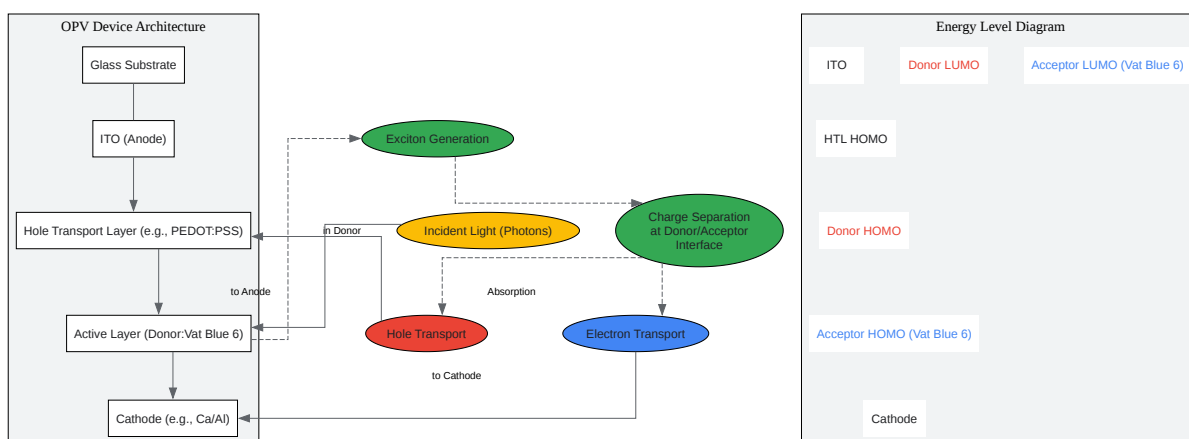 OPV Device Architecture
Glass Substrate
ITO (Anode)
Hole Transport Layer (e.g., PEDOT:PSS)
Active Layer (Donor:Vat Blue 6)
Cathode (e.g., Ca/Al)
Exciton Generation
in Donor
Incident Light (Photons)
Charge Separation
at Donor/Acceptor
Interface
to Anode
Absorption
Hole Transport
Electron Transport
to Cathode
Energy Level Diagram
ITO
Donor LUMO
Acceptor LUMO (Vat Blue 6)
HTL HOMO
Donor HOMO
Acceptor HOMO (Vat Blue 6)
Cathode